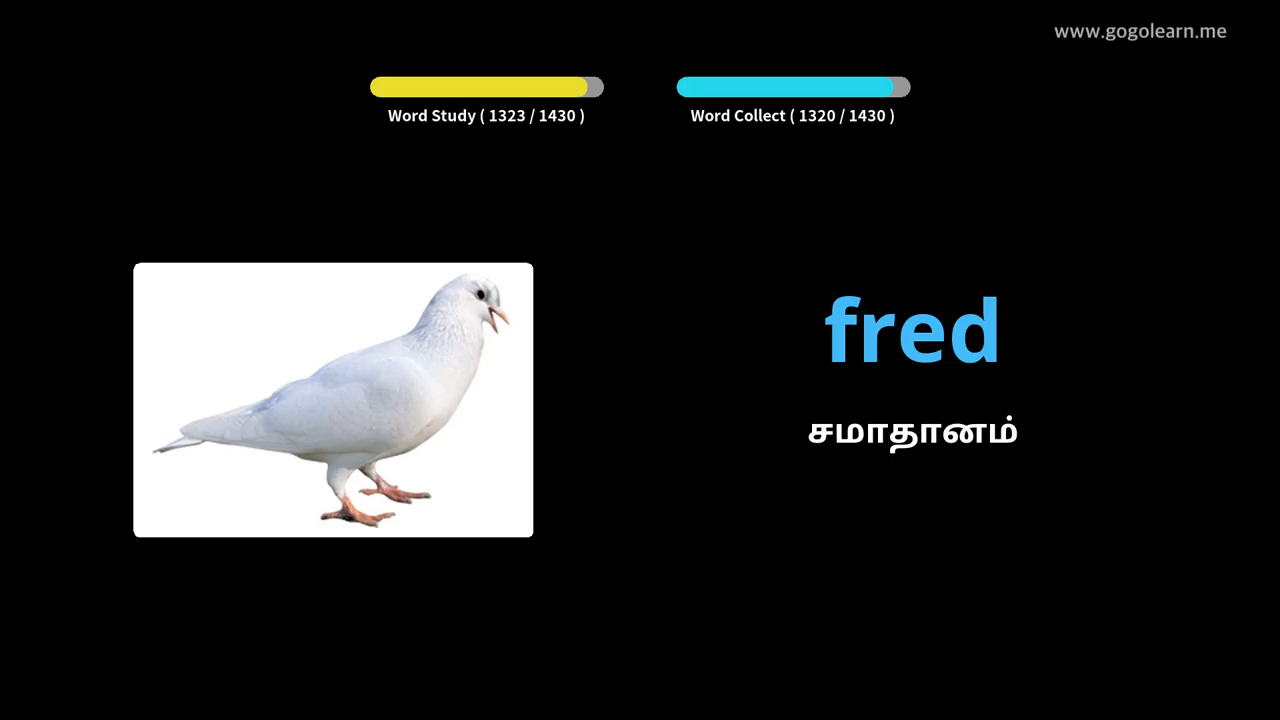 www.gogolearn.me
Word Study ( 1323 / 1430 )
Word Collect ( 1320 / 1430 )
fred
சமாதானம்